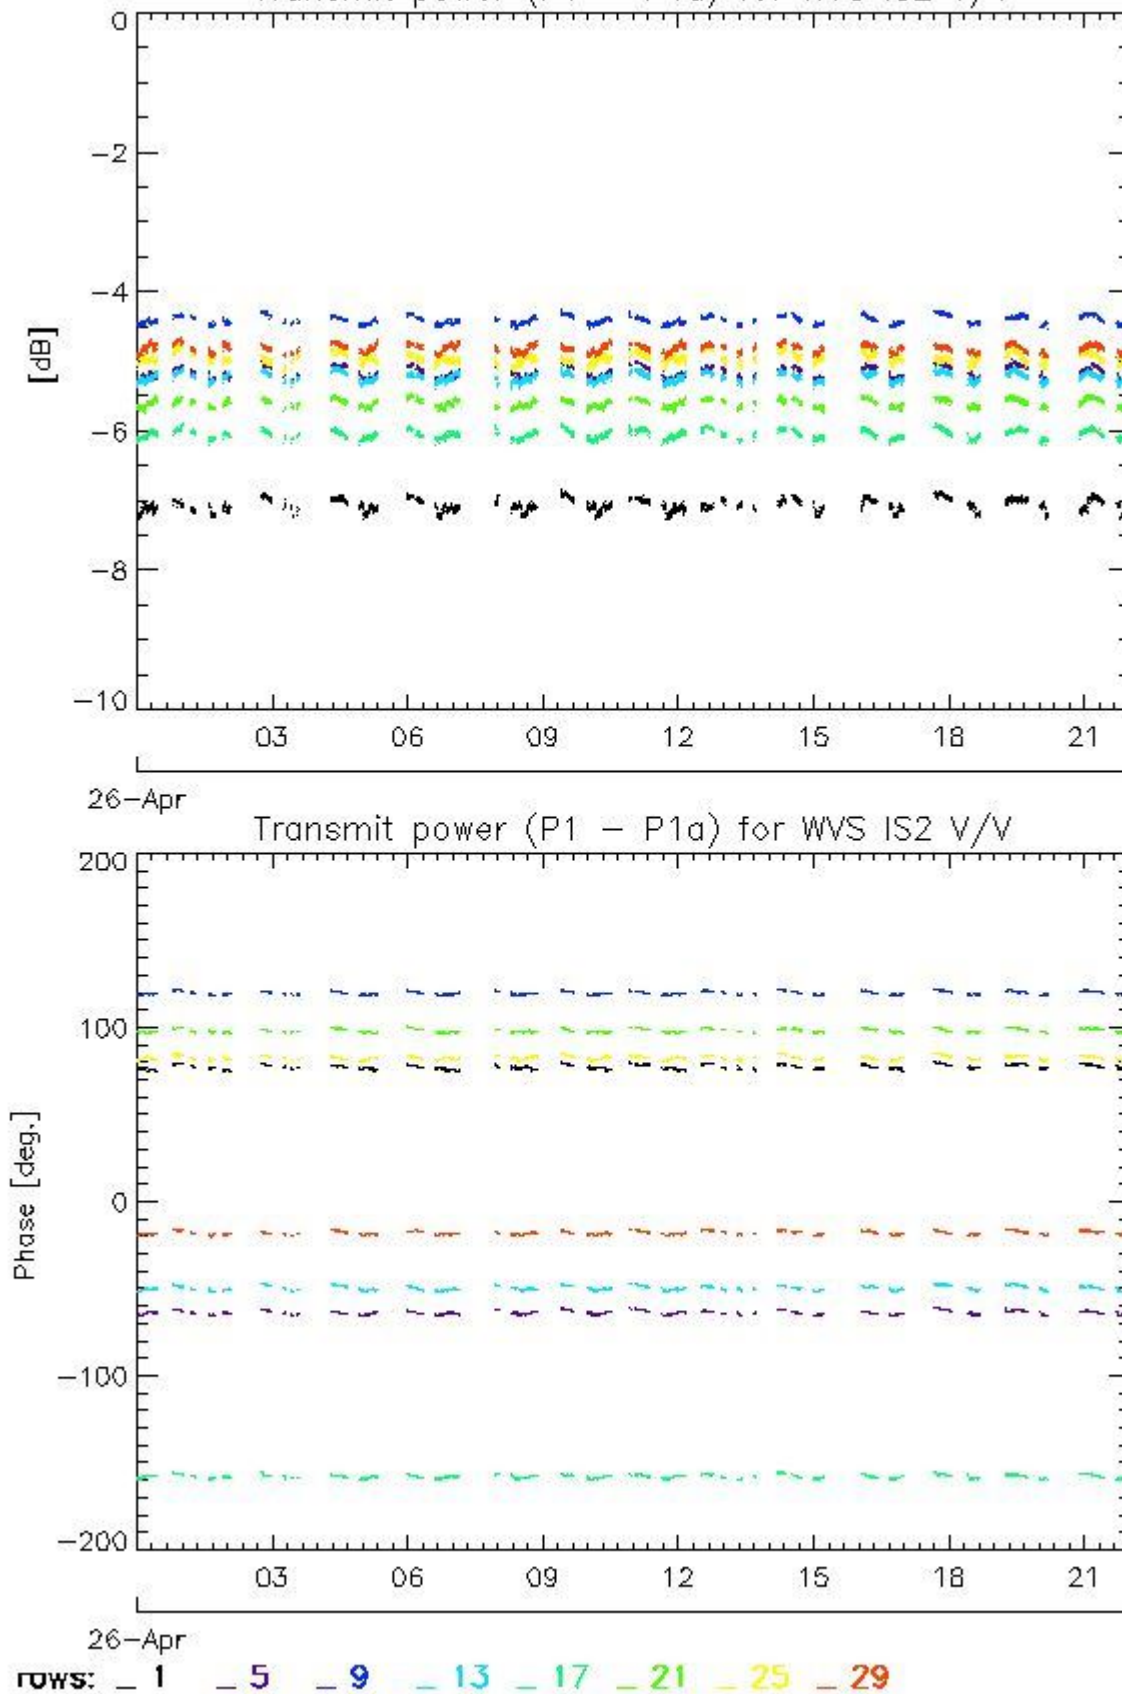 0
−2
−4
[dB]
−6
−8
−10
03 06 09 12 15 18 21
26−Apr
Transmit power (P1 − P1a) for WVS IS2 V/V
200
100
0
Phase [deg.]
−100
−200
03 06 09 12 15 18 21
26−Apr
rows: _ 1 _ 5 _ 9 _ 13 _ 17 _ 21 _ 25 _ 29